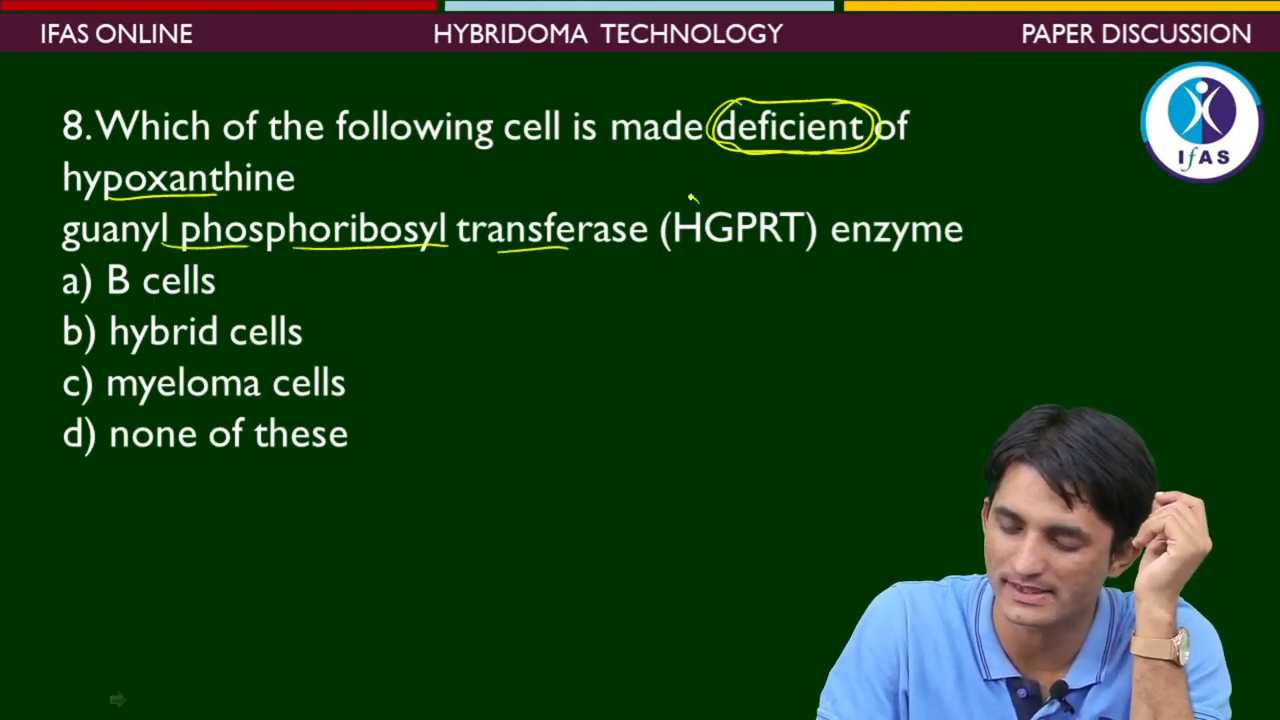 IFAS ONLINE HYBRIDOMA TECHNOLOGY PAPER DISCUSSION
8. Which of the following cell is made deficient of
hypoxanthine
guanyl phosphoribosyl transferase (HGPRT) enzyme
a) B cells
b) hybrid cells
c) myeloma cells
d) none of these
IfAS